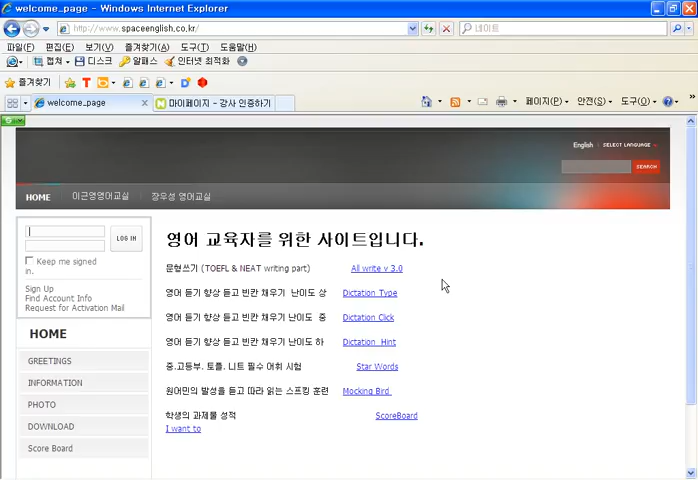 welcome_page - Windows Internet Explorer
http://www.spaceenglish.co.kr/
네이트
파일(F) 편집(E) 보기(V) 즐겨찾기(A) 도구(T) 도움말(H)
캡쳐 디스크 알패스 인터넷 최적화
즐겨찾기
welcome_page
마이페이지 - 강사 인증하기
페이지(P) 안전(S) 도구(O)
English SELECT LANGUAGE
SEARCH
HOME 이근영영어교실 장우성 영어교실
LOG IN
Keep me signed
in.
Sign Up
Find Account Info
Request for Activation Mail
HOME
GREETINGS
INFORMATION
PHOTO
DOWNLOAD
Score Board
영어 교육자를 위한 사이트입니다.
문형쓰기 (TOEFL & NEAT writing part) All write v 3.0
영어 듣기 향상 듣고 빈칸 채우기 난이도 상 Dictation Type
영어 듣기 향상 듣고 빈칸 채우기 난이도 중 Dictation Click
영어 듣기 향상 듣고 빈칸 채우기 난이도 하 Dictation Hint
중.고등부. 토플. 니트 필수 어휘 시험 Star Words
원어민의 발성을 듣고 따라 읽는 스프킹 훈련 Mocking Bird
학생의 과제물 성적 ScoreBoard
I want to